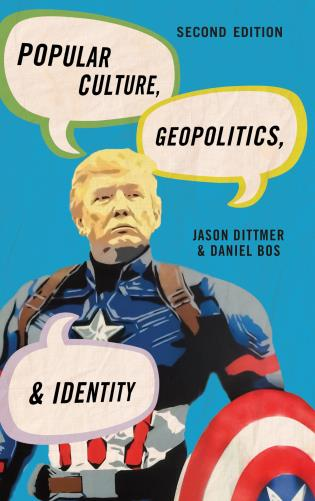 SECOND EDITION
POPULAR
CULTURE,
GEOPOLITICS,
JASON DITTMER
& DANIEL BOS
& IDENTITY